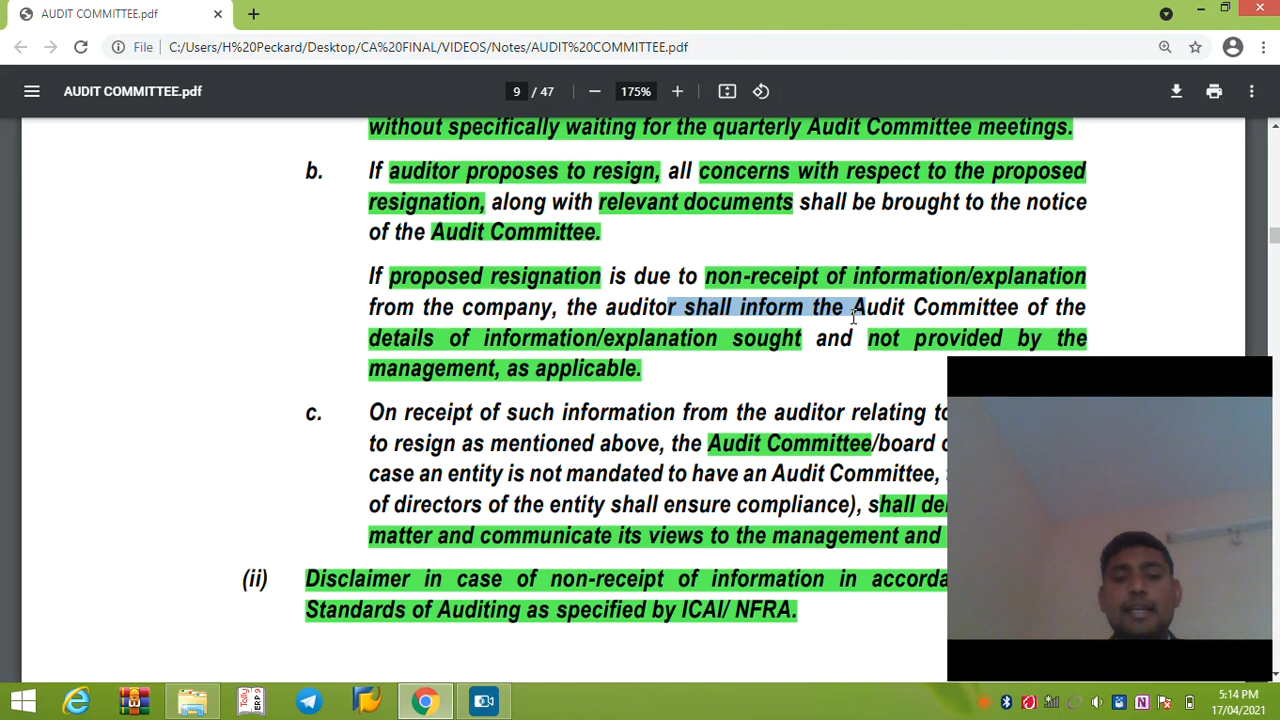 AUDIT COMMITTEE.pdf
File C:/Users/H%20Peckard/Desktop/CA%20FINAL/VIDEOS/Notes/AUDIT%20COMMITTEE.pdf
AUDIT COMMITTEE.pdf 9 / 47 175%
without specifically waiting for the quarterly Audit Committee meetings.
b. If auditor proposes to resign, all concerns with respect to the proposed
resignation, along with relevant documents shall be brought to the notice
of the Audit Committee.
If proposed resignation is due to non-receipt of information/explanation
from the company, the auditor shall inform the Audit Committee of the
details of information/explanation sought and not provided by the
management, as applicable.
c. On receipt of such information from the auditor relating to
to resign as mentioned above, the Audit Committee/board o
case an entity is not mandated to have an Audit Committee,
of directors of the entity shall ensure compliance), shall del
matter and communicate its views to the management and
(ii) Disclaimer in case of non-receipt of information in accorda
Standards of Auditing as specified by ICAI/ NFRA.
Tally ERP 9
5:14 PM
17/04/2021